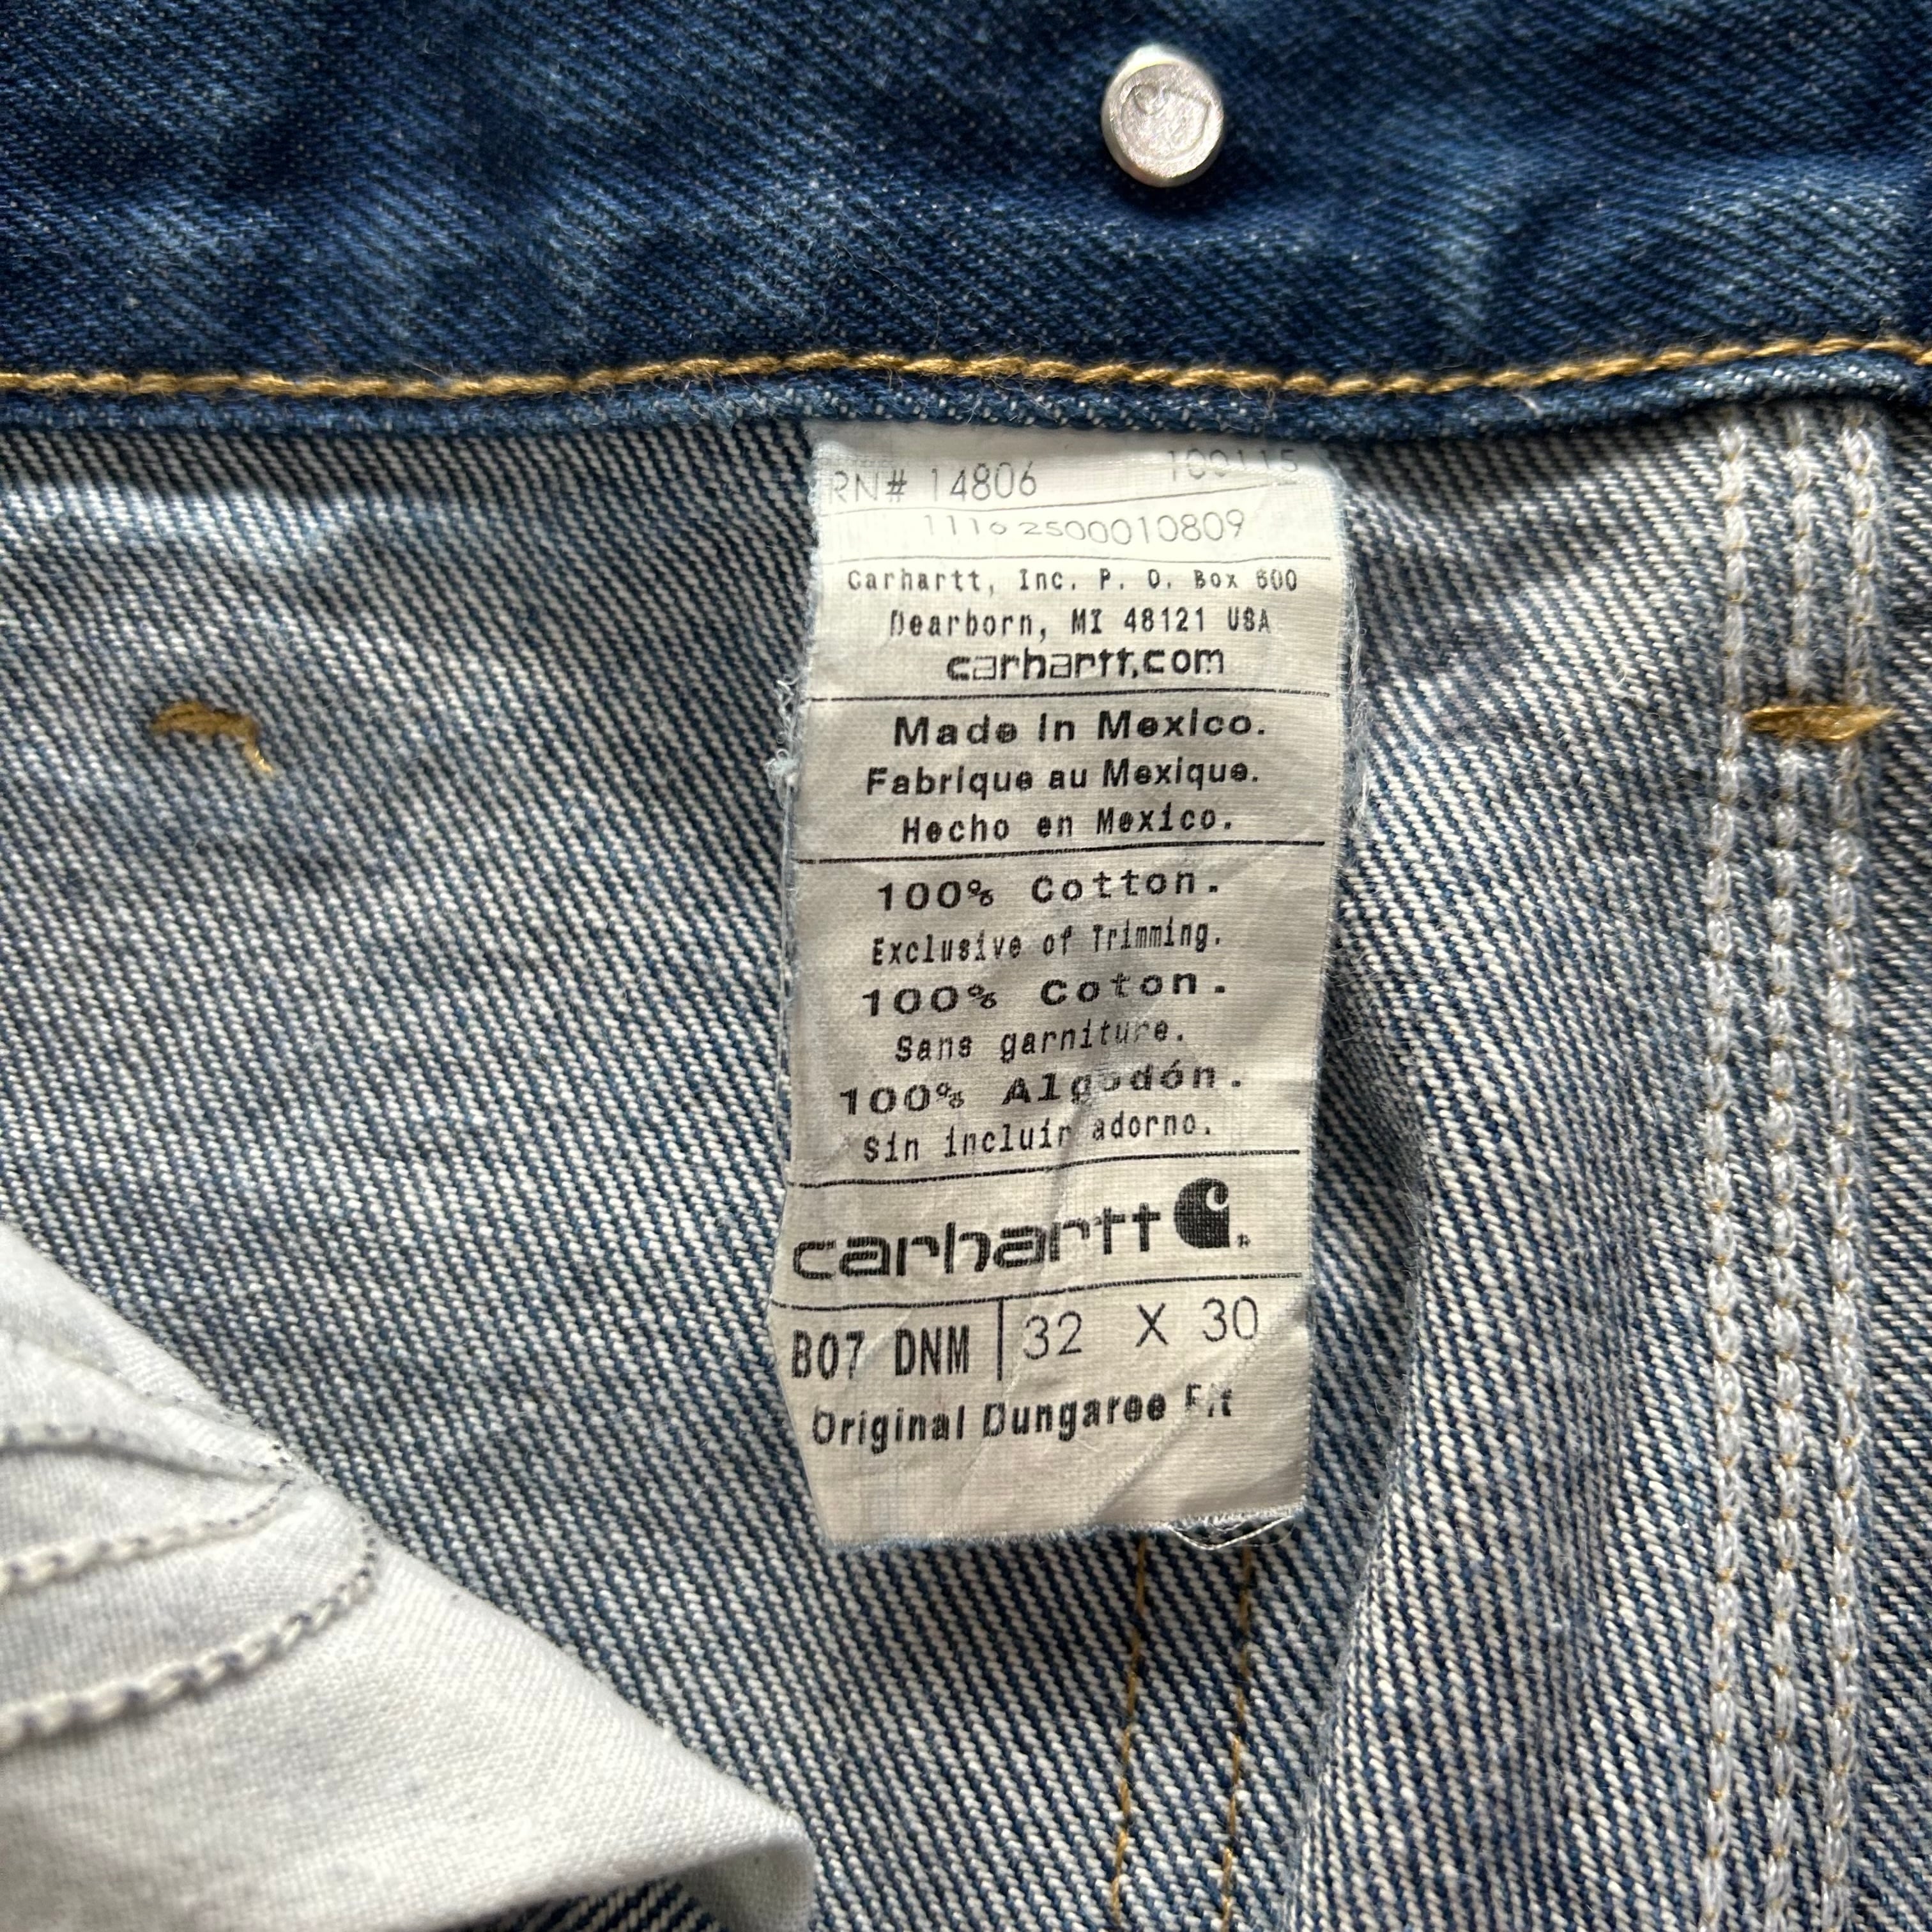 RN# 14806 100115
11162500010809
Carhartt, Inc. P. O. Box 600
Dearborn, MI 48121 USA
carhartt.com
Made in Mexico.
Fabrique au Mexique.
Hecho en Mexico.
100% Cotton.
Exclusive of Trimming.
100% Coton.
Sans garniture.
100% Algodón.
Sin incluir adorno.
carhartt
B07 DNM 32 X 30
Original Dungaree Fit